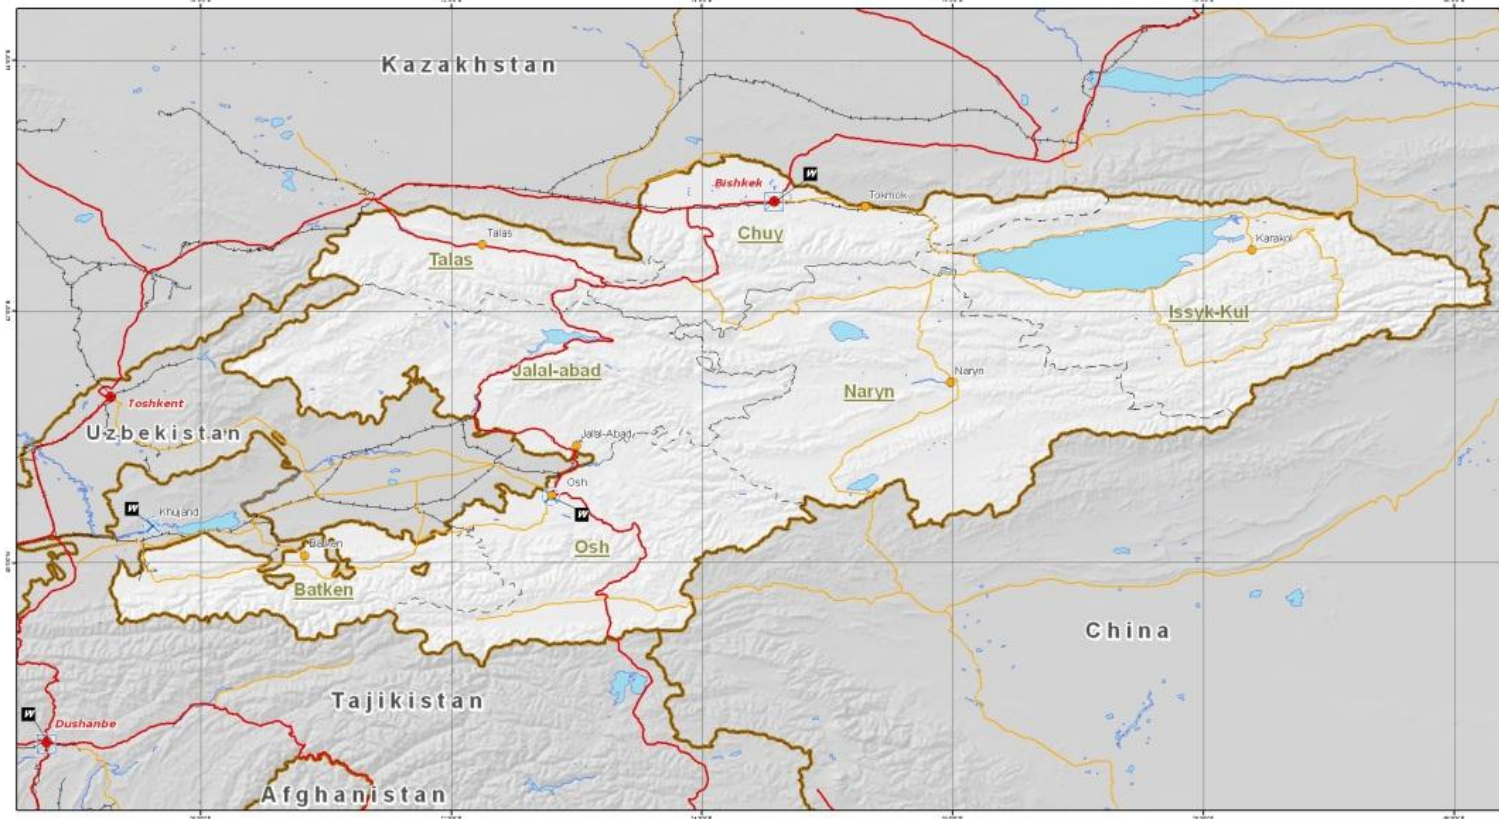 Kazakhstan
W
Bishkek
Tokmok
Talas
Chuy
Karakol
Talas
Issyk-Kul
Jalal-abad
Naryn
Naryn
Toshkent
Uzbekistan
Jalal-Abad
Osh
W
Khujand
W
Batken
Osh
Batken
China
Tajikistan
W
Dushanbe
Afghanistan